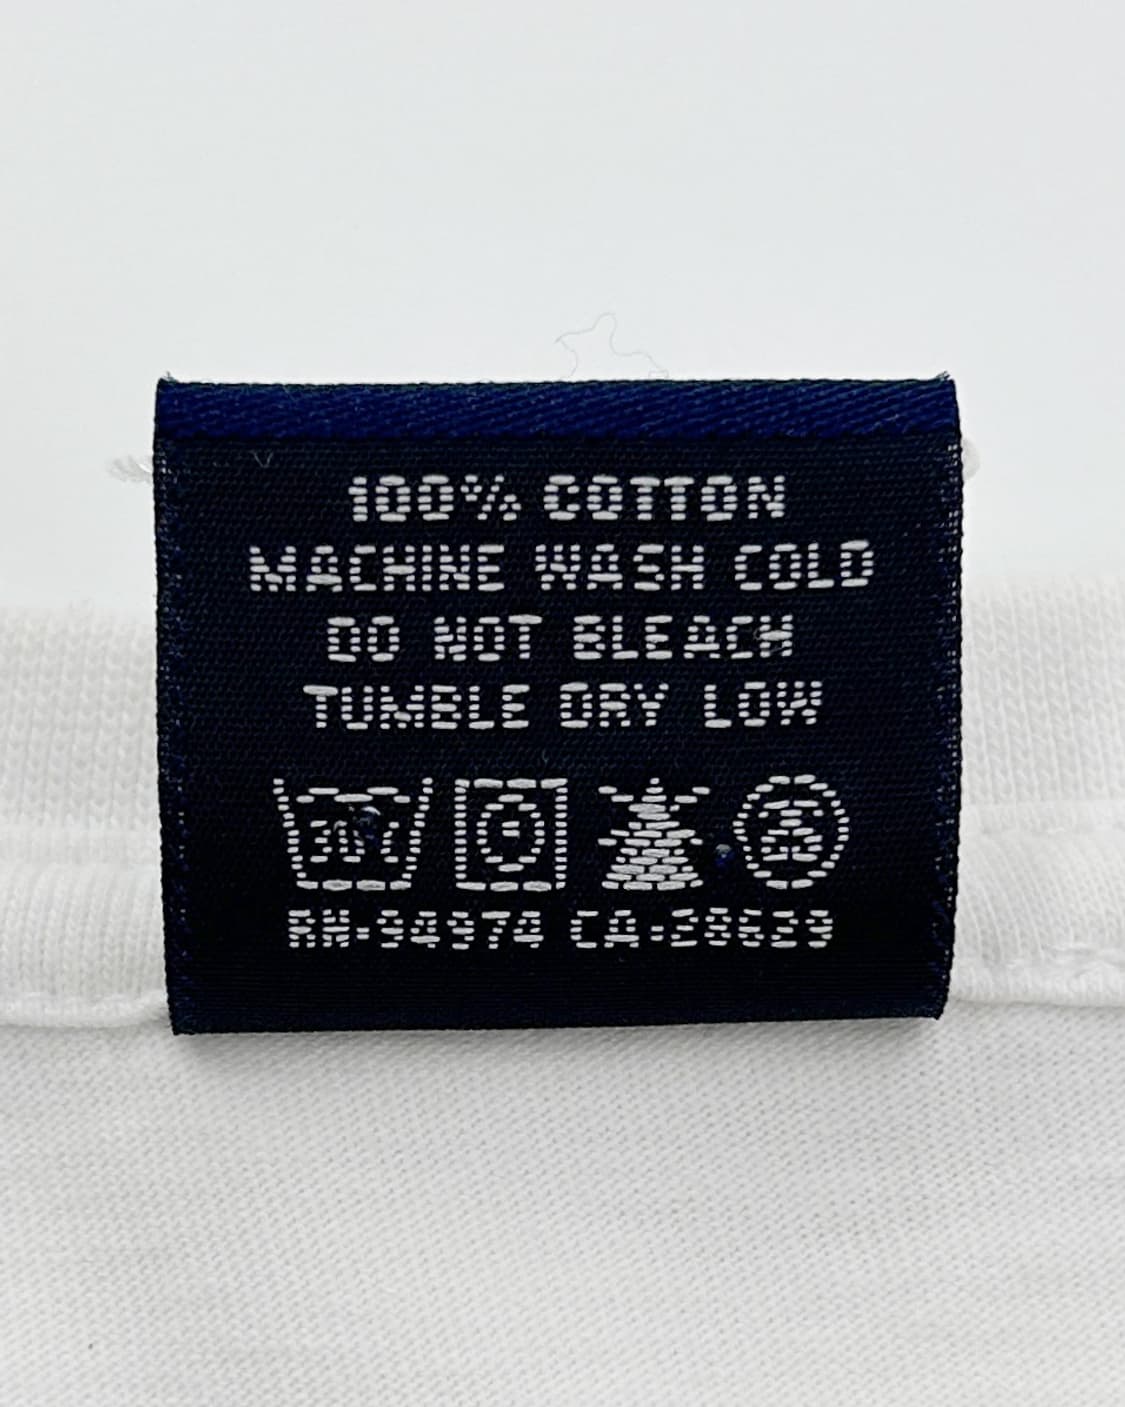 100% COTTON
MACHINE WASH COLD
DO NOT BLEACH
TUMBLE DRY LOW
RN-94974 CA-28629